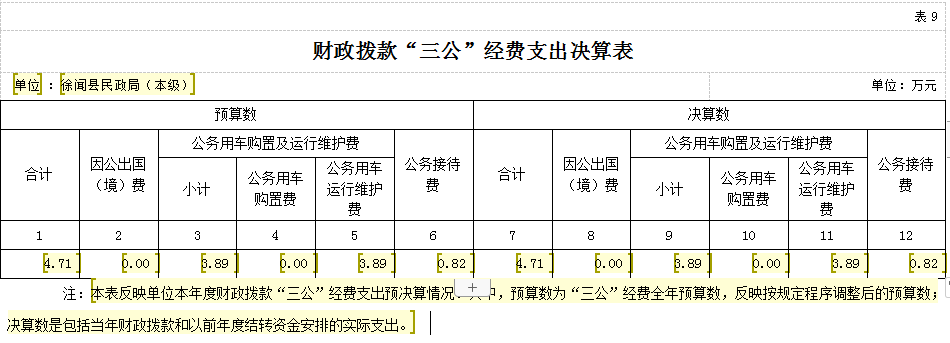 表 9
财政拨款“三公”经费支出决算表
单位 ：徐闻县民政局（本级） 单位：万元
预算数 决算数
合计 因公出国（境）费 公务用车购置及运行维护费 公务接待费 合计 因公出国（境）费 公务用车购置及运行维护费 公务接待费
小计 公务用车购置费 公务用车运行维护费 小计 公务用车购置费 公务用车运行维护费
1 2 3 4 5 6 7 8 9 10 11 12
4.71 0.00 3.89 0.00 3.89 0.82 4.71 0.00 3.89 0.00 3.89 0.82
注：本表反映单位本年度财政拨款“三公”经费支出预决算情况 中，预算数为“三公”经费全年预算数，反映按规定程序调整后的预算数；
决算数是包括当年财政拨款和以前年度结转资金安排的实际支出。